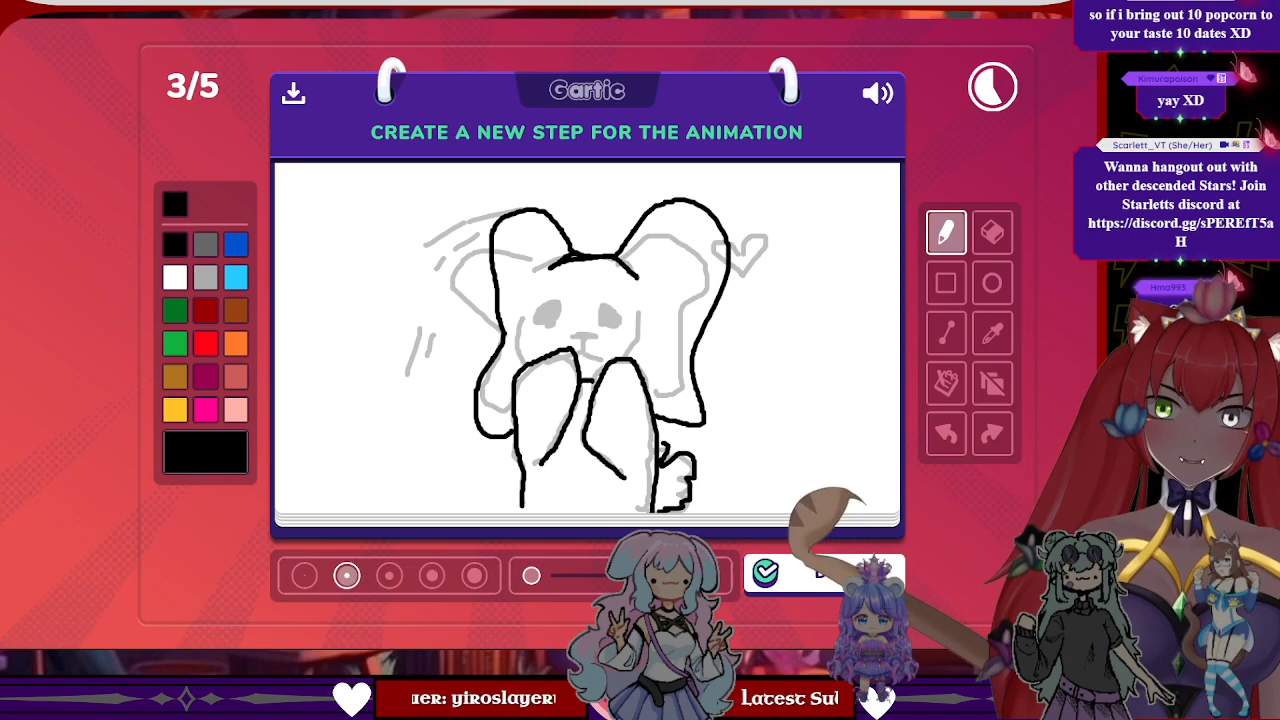 so if i bring out 10 popcorn to
your taste 10 dates XD
3/5
Gartic
Kimurapoison
yay XD
CREATE A NEW STEP FOR THE ANIMATION
Scarlett_VT (She/Her)
Wanna hangout out with
other descended Stars! Join
Starletts discord at
https://discord.gg/sPEREfT5a
H
Hma993
yiroslayer
Latest Sub